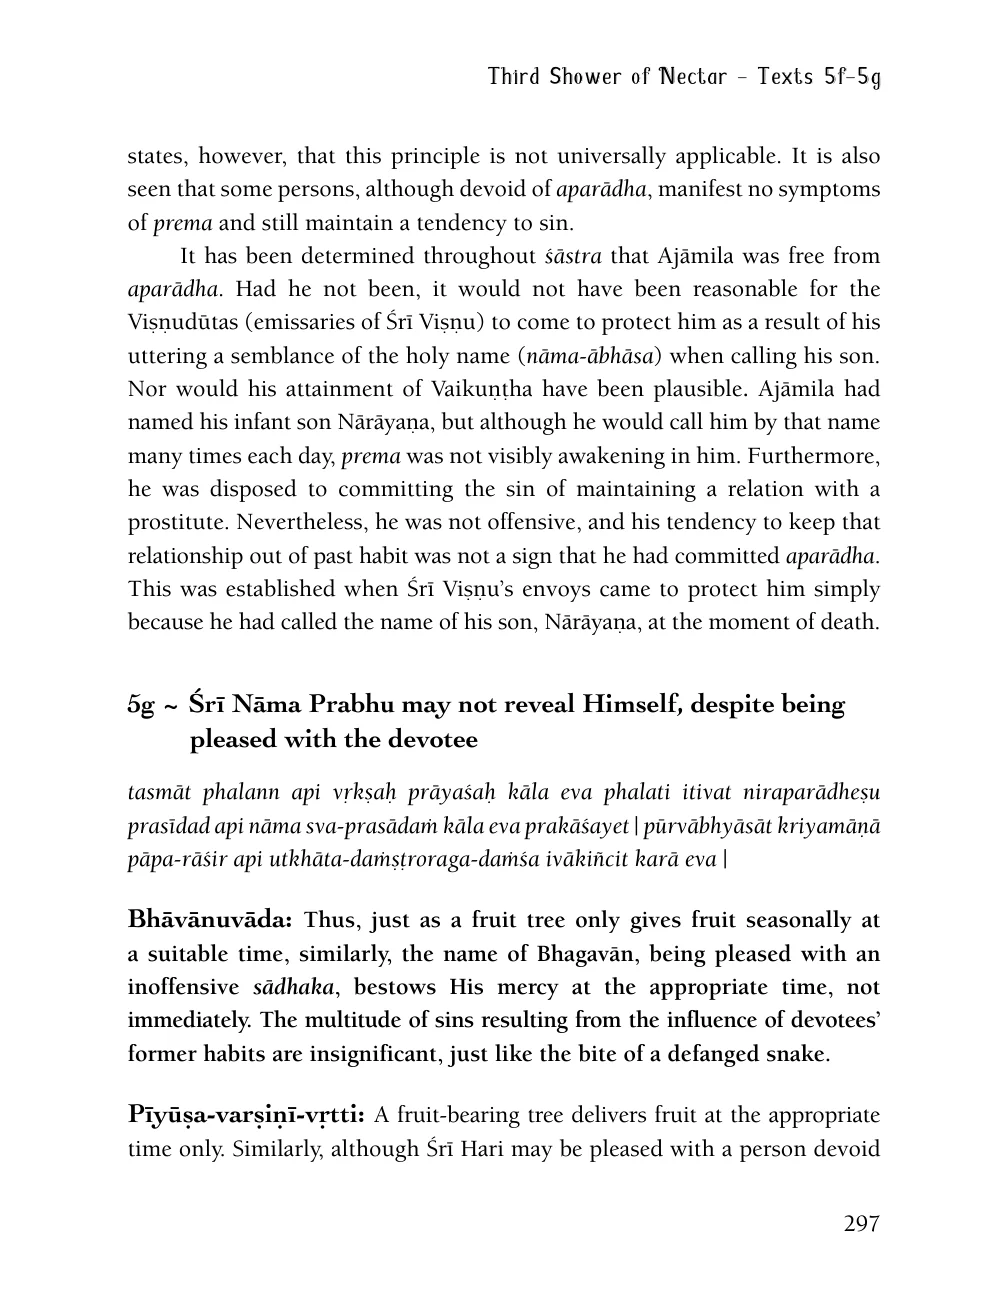 Third Shower of Nectar – Texts 5f–5g
states, however, that this principle is not universally applicable. It is also
seen that some persons, although devoid of aparādha, manifest no symptoms
of prema and still maintain a tendency to sin.
It has been determined throughout śāstra that Ajāmila was free from
aparādha. Had he not been, it would not have been reasonable for the
Viṣṇudūtas (emissaries of Śrī Viṣṇu) to come to protect him as a result of his
uttering a semblance of the holy name (nāma-ābhāsa) when calling his son.
Nor would his attainment of Vaikuṇṭha have been plausible. Ajāmila had
named his infant son Nārāyaṇa, but although he would call him by that name
many times each day, prema was not visibly awakening in him. Furthermore,
he was disposed to committing the sin of maintaining a relation with a
prostitute. Nevertheless, he was not offensive, and his tendency to keep that
relationship out of past habit was not a sign that he had committed aparādha.
This was established when Śrī Viṣṇu’s envoys came to protect him simply
because he had called the name of his son, Nārāyaṇa, at the moment of death.
5g ~ Śrī Nāma Prabhu may not reveal Himself, despite being
pleased with the devotee
tasmāt phalann api vṛkṣaḥ prāyaśaḥ kāla eva phalati itivat niraparādheṣu
prasīdad api nāma sva-prasādaṁ kāla eva prakāśayet | pūrvābhyāsāt kriyamāṇā
pāpa-rāśir api utkhāta-daṁṣṭroraga-daṁśa ivākiñcit karā eva |
Bhāvānuvāda: Thus, just as a fruit tree only gives fruit seasonally at
a suitable time, similarly, the name of Bhagavān, being pleased with an
inoffensive sādhaka, bestows His mercy at the appropriate time, not
immediately. The multitude of sins resulting from the influence of devotees’
former habits are insignificant, just like the bite of a defanged snake.
Pīyūṣa-varṣiṇī-vṛtti: A fruit-bearing tree delivers fruit at the appropriate
time only. Similarly, although Śrī Hari may be pleased with a person devoid
297